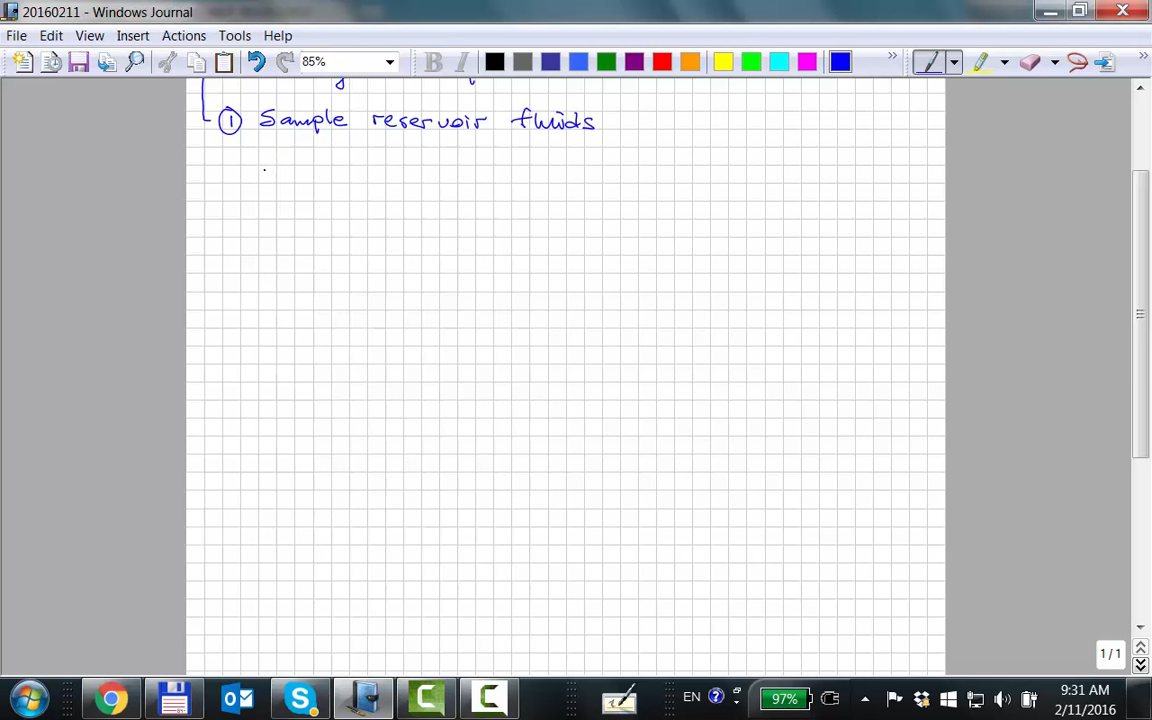 20160211 - Windows Journal
File Edit View Insert Actions Tools Help
85% B I »  »
① Sample reservoir fluids
1 / 1
EN 97% 9:31 AM
2/11/2016